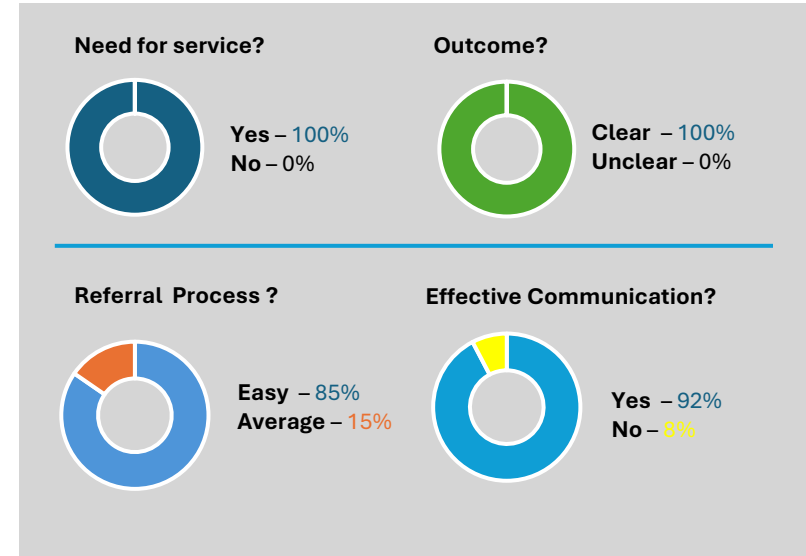 Need for service?
Yes – 100%
No – 0%
Outcome?
Clear – 100%
Unclear – 0%
Referral Process ?
Easy – 85%
Average – 15%
Effective Communication?
Yes – 92%
No – 8%